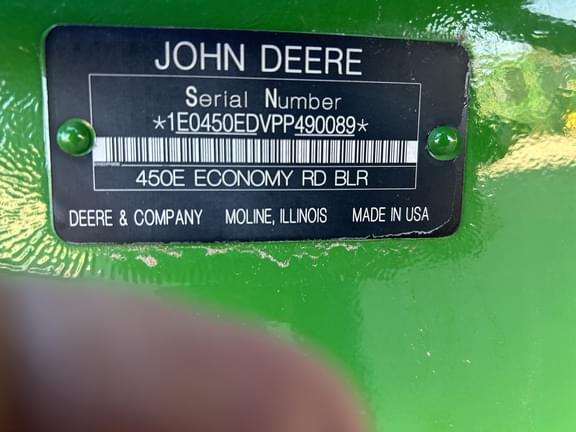 JOHN DEERE
Serial Number
*1E0450EDVPP490089*
450E ECONOMY RD BLR
DEERE & COMPANY MOLINE, ILLINOIS MADE IN USA